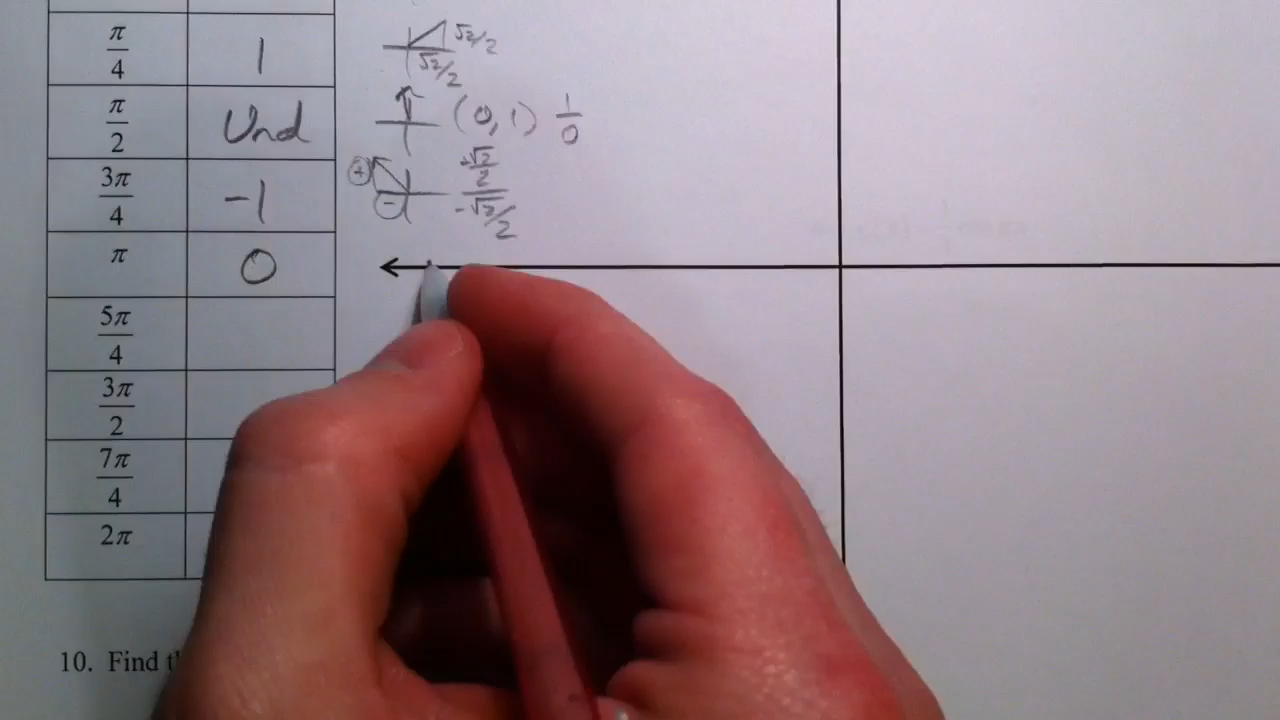 π/4 1 √2/2
√2/2
π/2 Und (0,1) 1/0
3π/4 -1 + - +√2/2 / -√2/2
π 0
5π/4
3π/2
7π/4
2π
10. Find